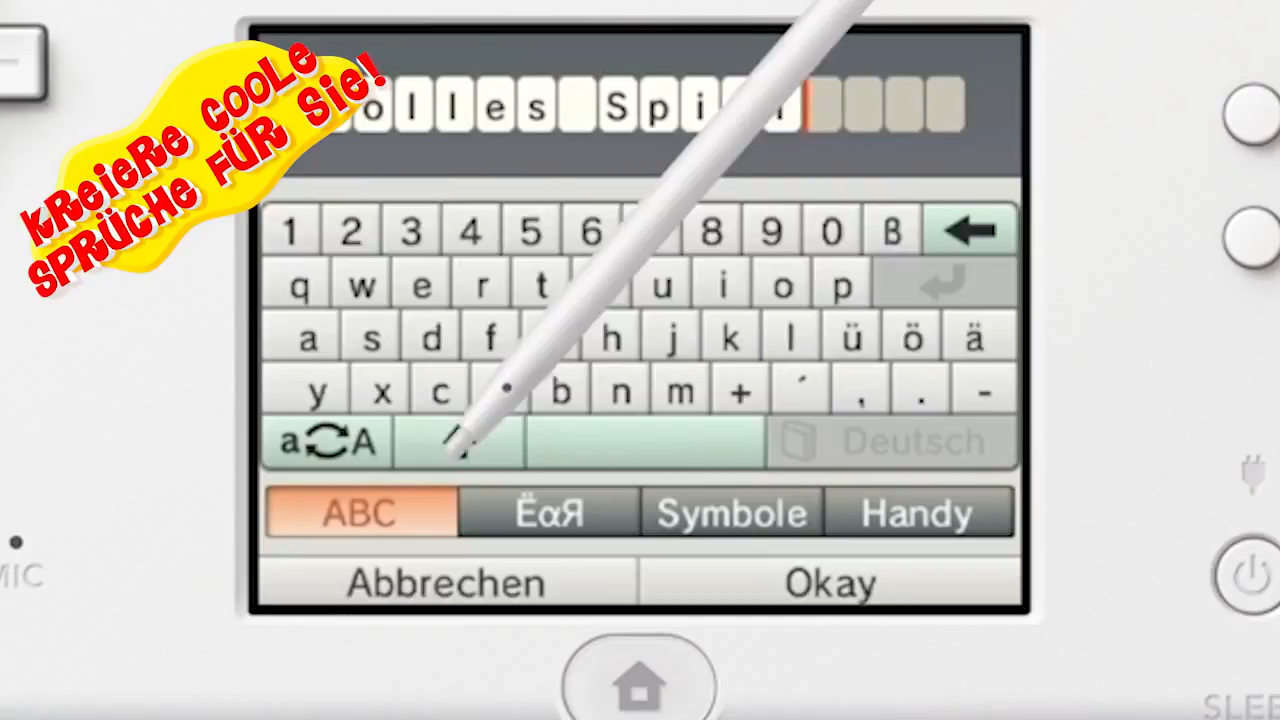 KREIERE COOLE
SPRÜCHE FÜR SIE!
olles Spi
1 2 3 4 5 6 8 9 0 ß
q w e r t u i o p
a s d f h j k l ü ö ä
y x c b n m + ´ , . -
a A Deutsch
ABC ËαЯ Symbole Handy
Abbrechen Okay
MIC